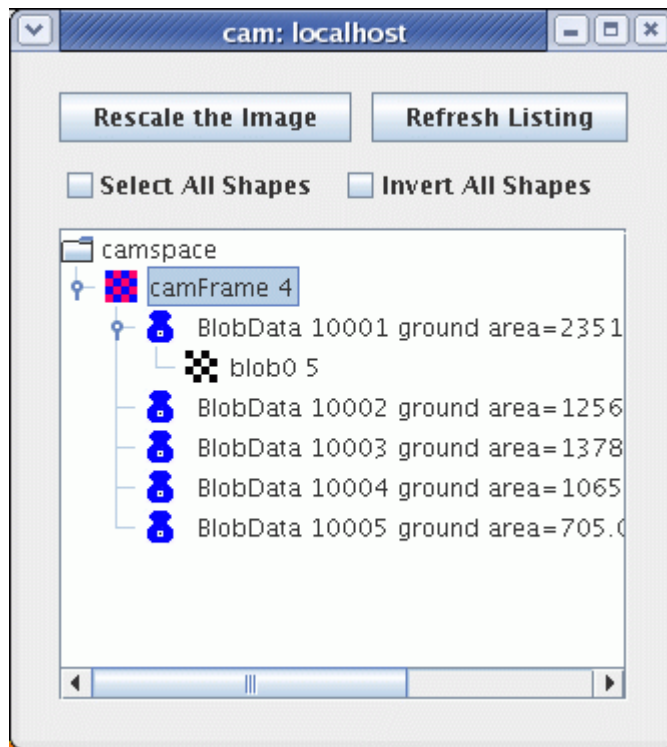 cam: localhost
Rescale the Image Refresh Listing
Select All Shapes Invert All Shapes
camspace
camFrame 4
BlobData 10001 ground area=2351
blob0 5
BlobData 10002 ground area=1256
BlobData 10003 ground area=1378
BlobData 10004 ground area=1065
BlobData 10005 ground area=705.